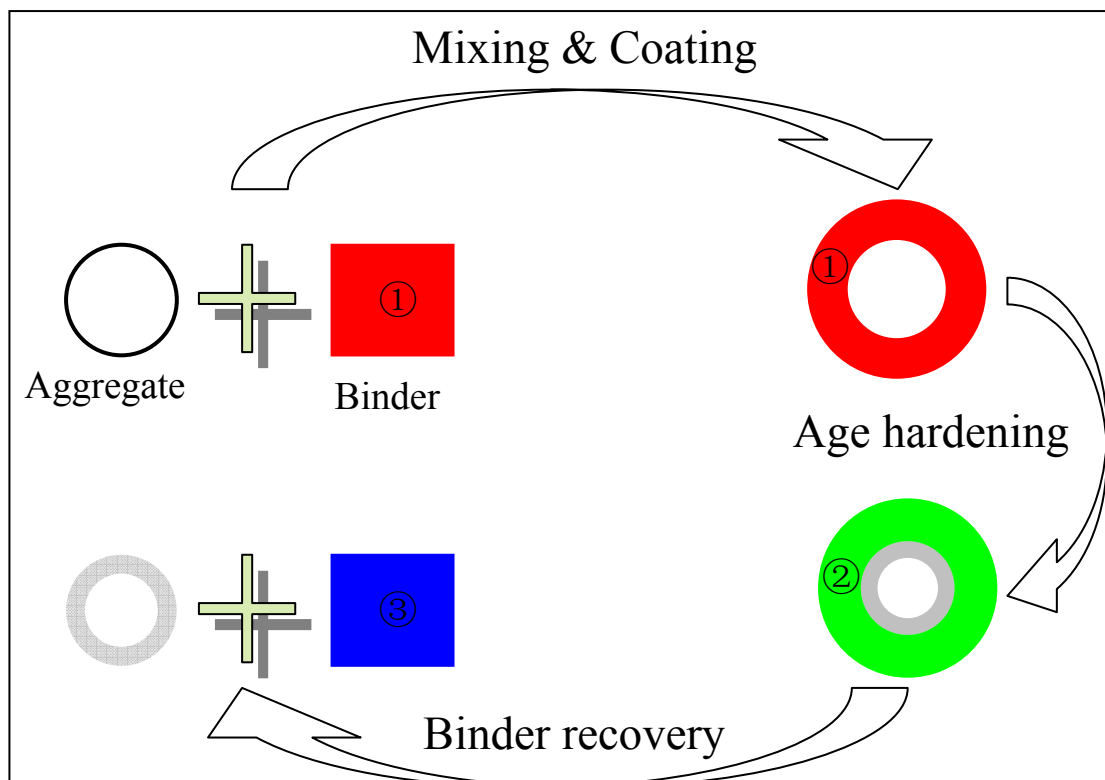 Mixing & Coating
①
①
Aggregate
Binder
Age hardening
③
②
Binder recovery